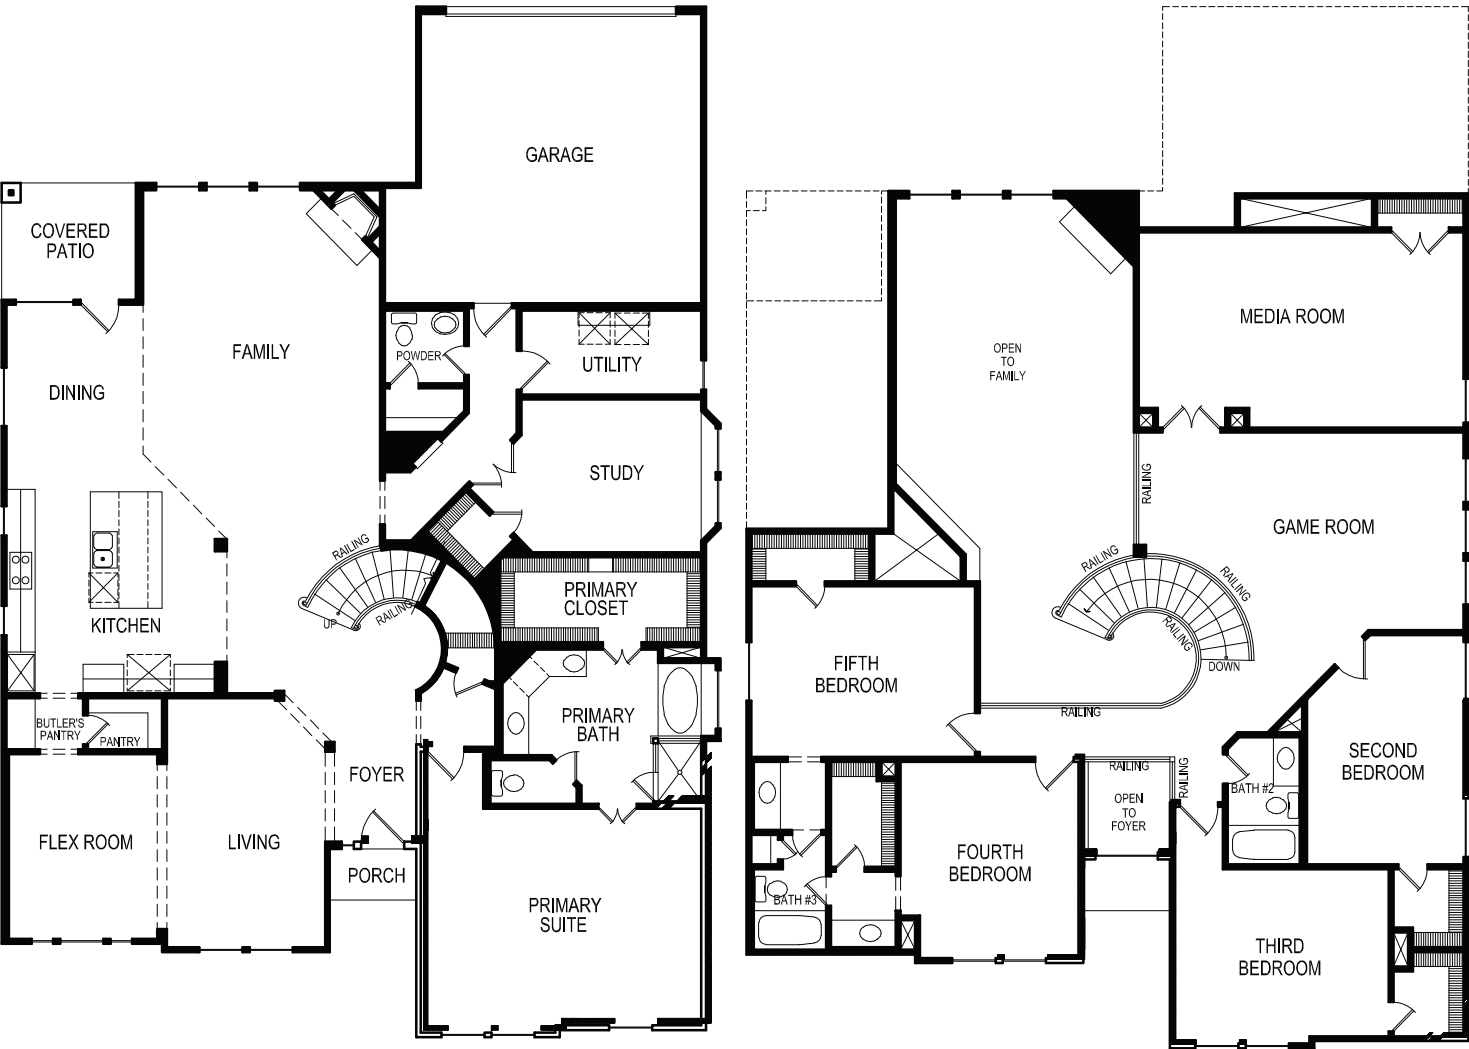 GARAGE
COVERED
PATIO
FAMILY
POWDER
UTILITY
DINING
STUDY
RAILING
PRIMARY
CLOSET
RAILING
UP
KITCHEN
BUTLER'S
PANTRY
PANTRY
PRIMARY
BATH
FOYER
FLEX ROOM
LIVING
PORCH
PRIMARY
SUITE
MEDIA ROOM
OPEN
TO
FAMILY
RAILING
GAME ROOM
RAILING
RAILING
RAILING
DOWN
FIFTH
BEDROOM
RAILING
SECOND
BEDROOM
RAILING
RAILING
BATH #2
OPEN
TO
FOYER
FOURTH
BEDROOM
BATH #3
THIRD
BEDROOM